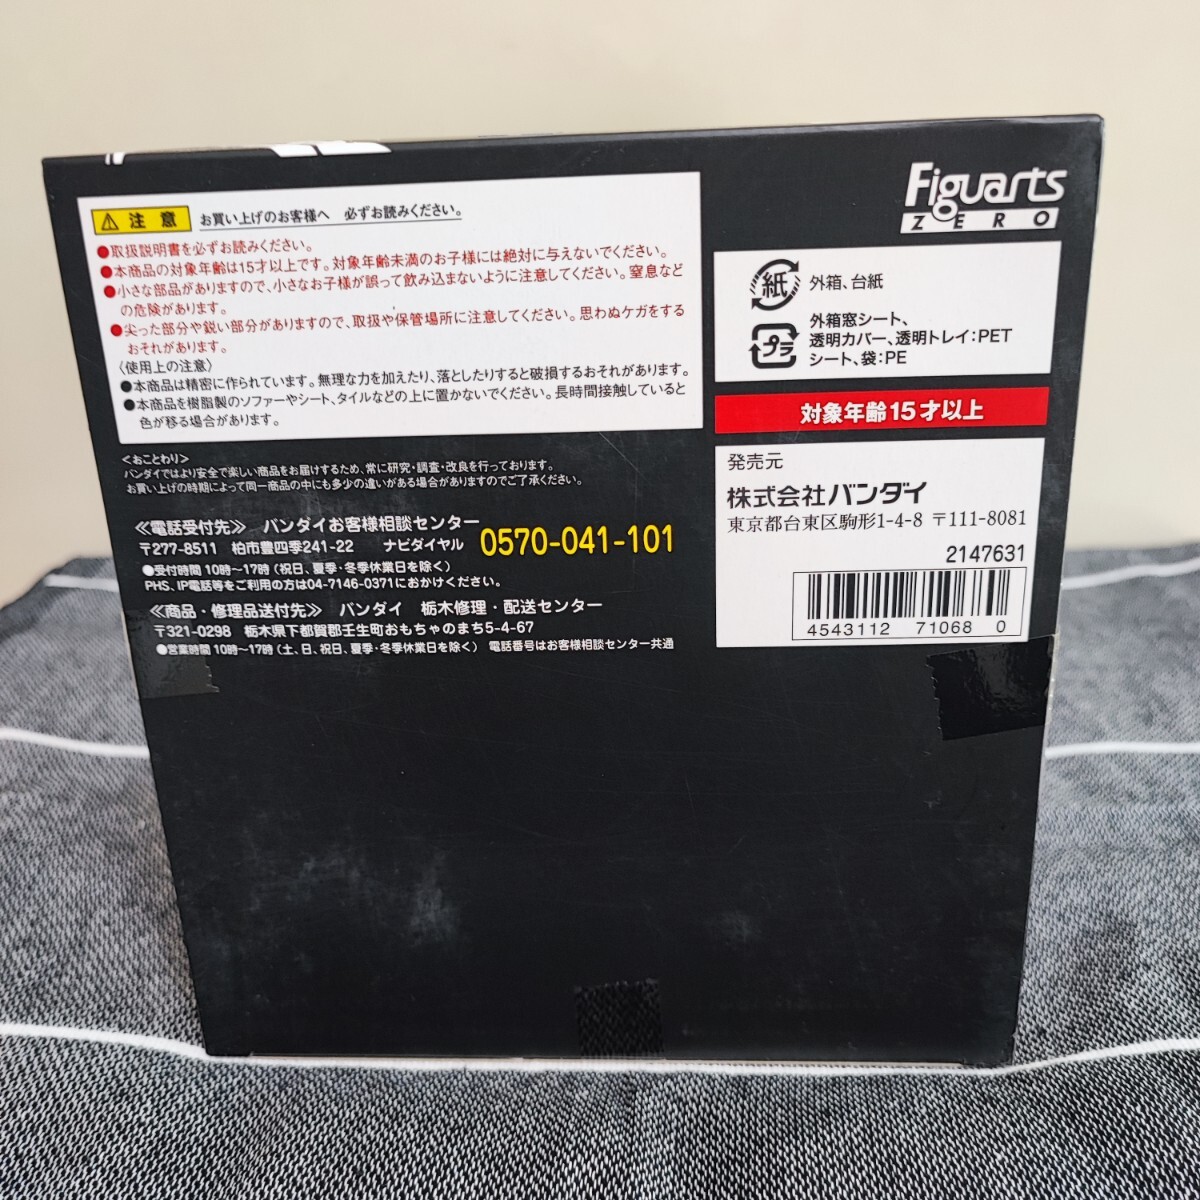 注意 お買い上げのお客様へ 必ずお読みください。
●取扱説明書を必ずお読みください。
●本商品の対象年齢は15才以上です。対象年齢未満のお子様には絶対に与えないでください。
●小さな部品がありますので、小さなお子様が誤って飲み込まないように注意してください。窒息など
の危険があります。
●尖った部分や鋭い部分がありますので、取扱や保管場所に注意してください。思わぬケガをする
おそれがあります。
〈使用上の注意〉
●本商品は精密に作られています。無理な力を加えたり、落としたりすると破損するおそれがあります。
●本商品を樹脂製のソファーやシート、タイルなどの上に置かないでください。長時間接触していると
色が移る場合があります。
<おことわり>
バンダイではより安全で楽しい商品をお届けするため、常に研究・調査・改良を行っております。
お買い上げの時期によって同一商品の中にも多少の違いがある場合がありますのでご了承ください。
≪電話受付先≫ バンダイお客様相談センター
〒277-8511 柏市豊四季241-22 ナビダイヤル 0570-041-101
●受付時間 10時〜17時(祝日、夏季・冬季休業日を除く)
PHS、IP電話等をご利用の方は04-7146-0371におかけください。
≪商品・修理品送付先≫ バンダイ 栃木修理・配送センター
〒321-0298 栃木県下都賀郡壬生町おもちゃのまち5-4-67
●営業時間 10時〜17時(土、日、祝日、夏季・冬季休業日を除く) 電話番号はお客様相談センター共通
Figuarts
ZERO
紙 外箱、台紙
プラ 外箱窓シート、
透明カバー、透明トレイ:PET
シート、袋:PE
対象年齢15才以上
発売元
株式会社バンダイ
東京都台東区駒形1-4-8 〒111-8081
2147631
4543112 71068 0